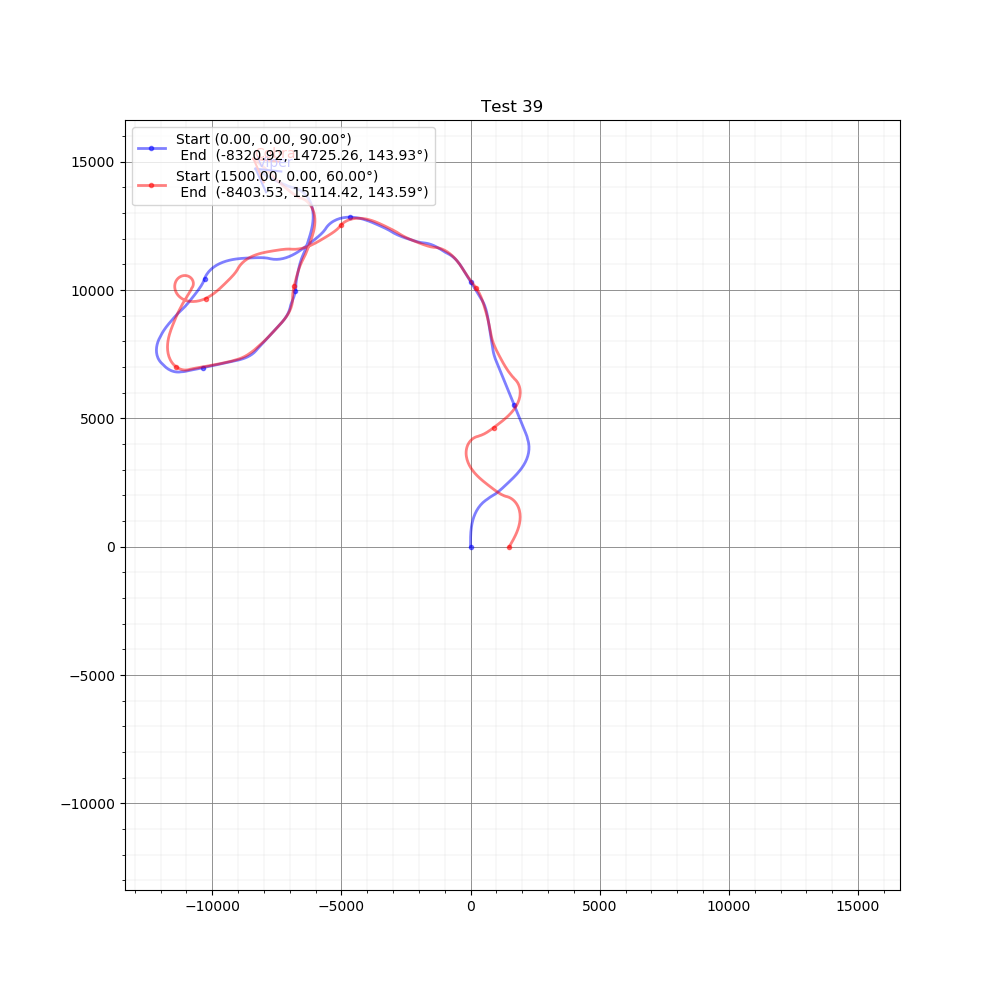 Test 39
Start (0.00, 0.00, 90.00°)
End (-8320.92, 14725.26, 143.93°)
Start (1500.00, 0.00, 60.00°)
End (-8403.53, 15114.42, 143.59°)
Viper
15000
10000
5000
0
−5000
−10000
−10000 −5000 0 5000 10000 15000